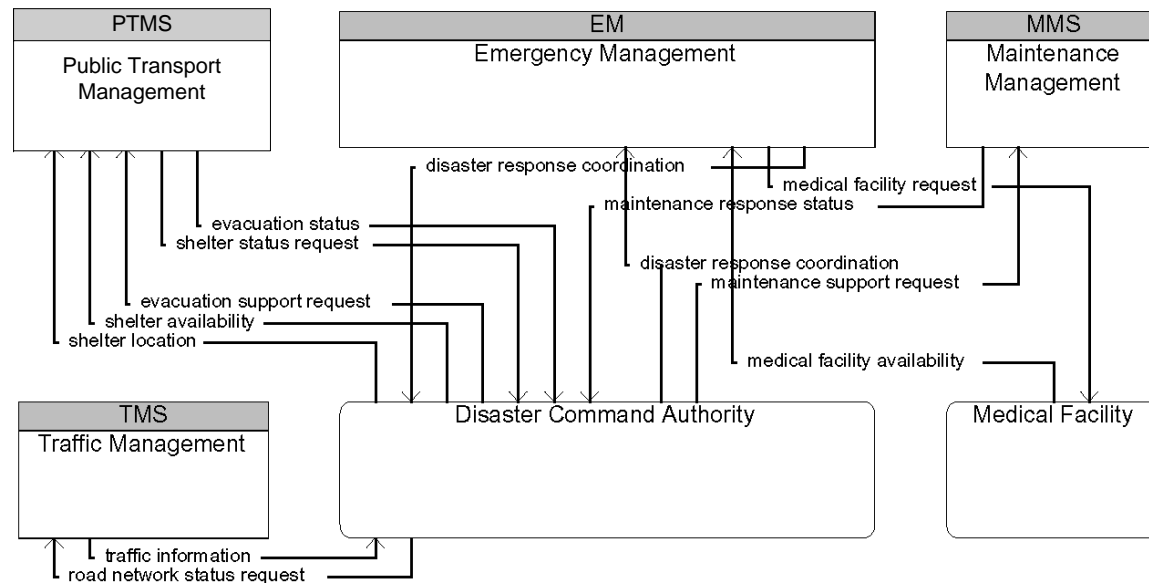 PTMS
Public Transport
Management
EM
Emergency Management
MMS
Maintenance
Management
disaster response coordination
medical facility request
maintenance response status
evacuation status
shelter status request
disaster response coordination
maintenance support request
evacuation support request
shelter availability
shelter location
medical facility availability
TMS
Traffic Management
Disaster Command Authority
Medical Facility
traffic information
road network status request